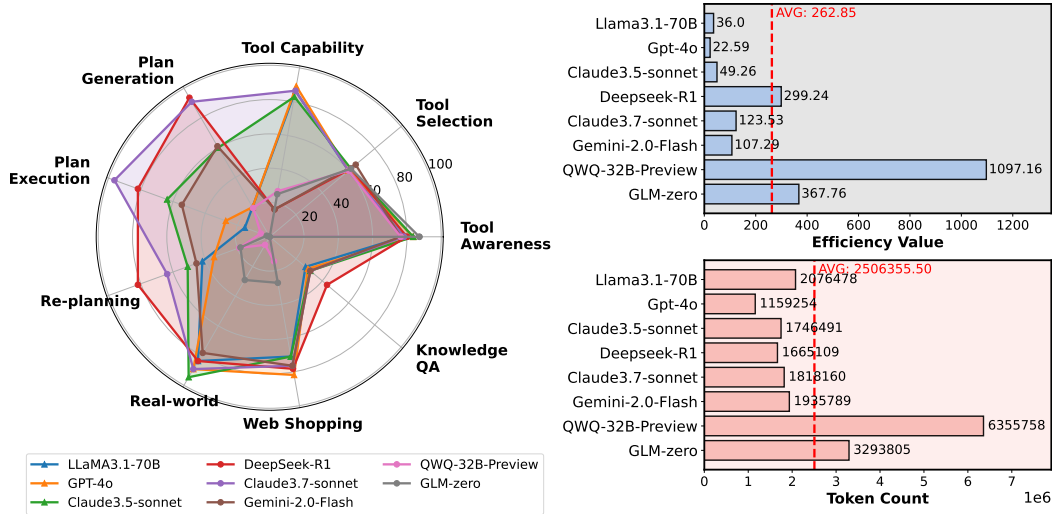 Tool Capability
Plan
Generation
Tool
Selection
Plan
Execution
100
80
60
40
20
Tool
Awareness
Re-planning
Knowledge
QA
Real-world
Web Shopping
LLaMA3.1-70B
GPT-4o
Claude3.5-sonnet
DeepSeek-R1
Claude3.7-sonnet
Gemini-2.0-Flash
QWQ-32B-Preview
GLM-zero
AVG: 262.85
Llama3.1-70B 36.0
Gpt-4o 22.59
Claude3.5-sonnet 49.26
Deepseek-R1 299.24
Claude3.7-sonnet 123.53
Gemini-2.0-Flash 107.29
QWQ-32B-Preview 1097.16
GLM-zero 367.76
0 200 400 600 800 1000 1200
Efficiency Value
AVG: 2506355.50
Llama3.1-70B 2076478
Gpt-4o 1159254
Claude3.5-sonnet 1746491
Deepseek-R1 1665109
Claude3.7-sonnet 1818160
Gemini-2.0-Flash 1935789
QWQ-32B-Preview 6355758
GLM-zero 3293805
0 1 2 3 4 5 6 7
Token Count 1e6